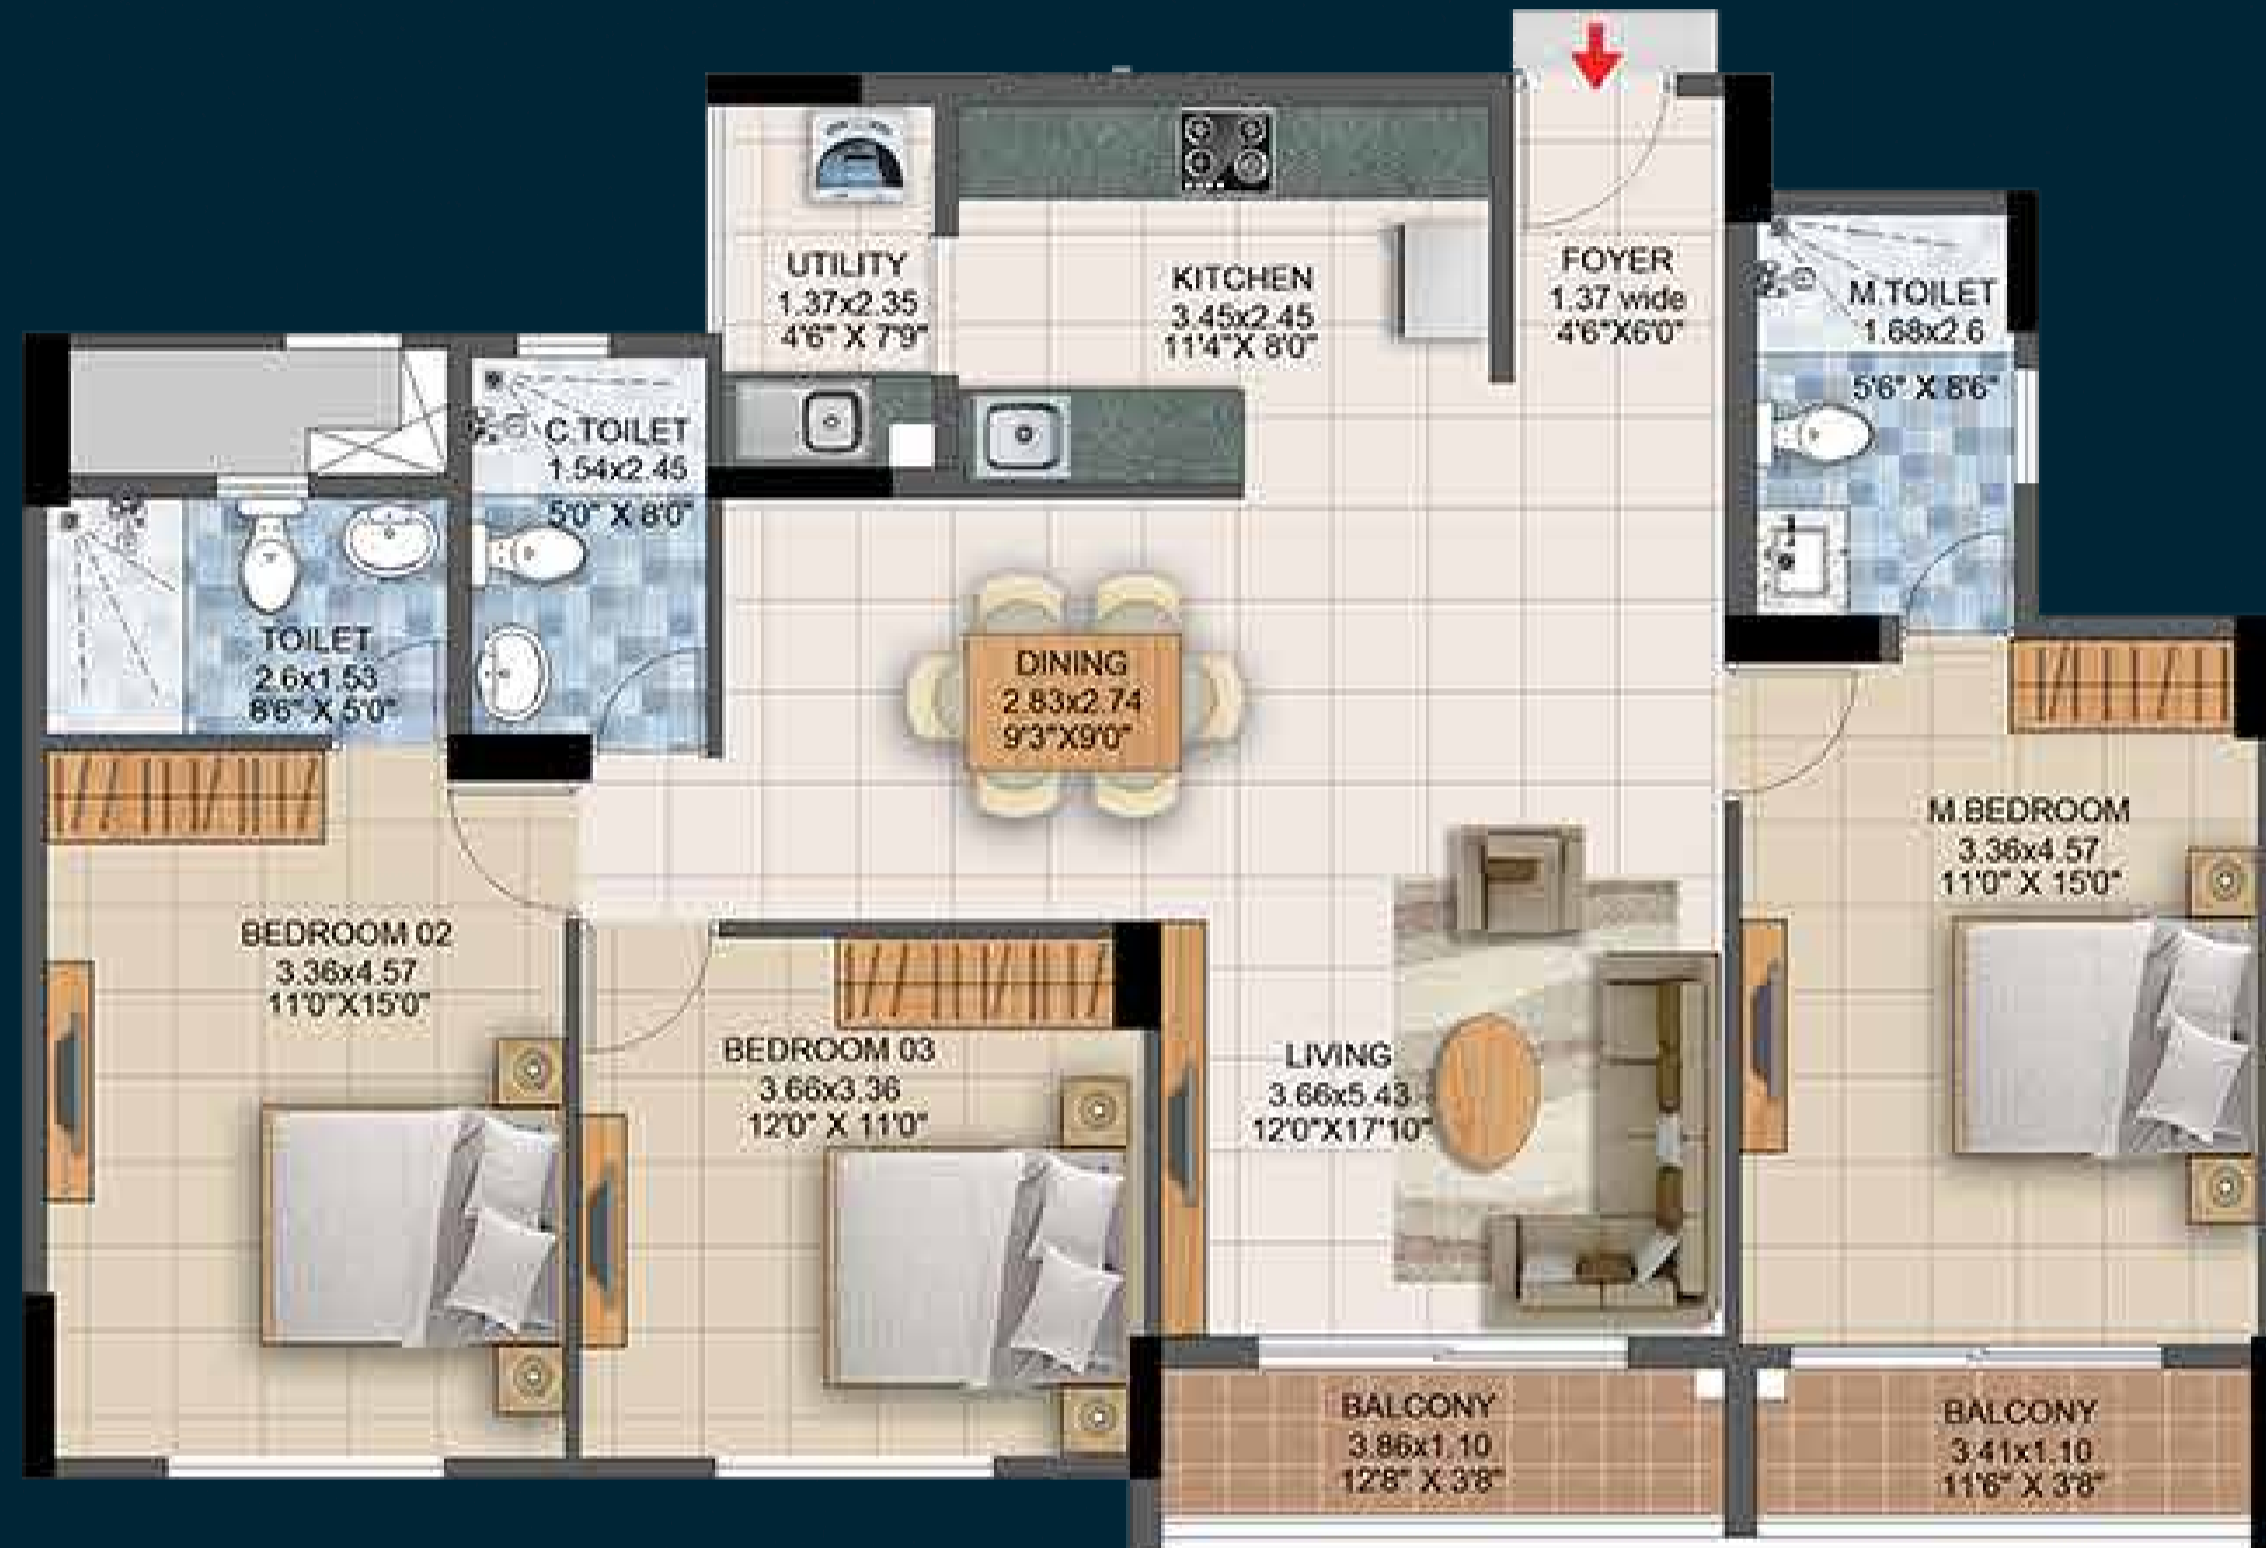 UTILITY
1.37x2.35
4'6" X 7'9"
KITCHEN
3.45x2.45
11'4"X 8'0"
FOYER
1.37 wide
4'6"X6'0"
M.TOILET
1.68x2.6
5'6" X 8'6"
C.TOILET
1.54x2.45
5'0" X 8'0"
TOILET
2.6x1.53
8'6" X 5'0"
DINING
2.83x2.74
9'3"X9'0"
M.BEDROOM
3.36x4.57
11'0" X 15'0"
BEDROOM 02
3.36x4.57
11'0"X15'0"
BEDROOM 03
3.66x3.36
12'0" X 11'0"
LIVING
3.66x5.43
12'0"X17'10"
BALCONY
3.86x1.10
12'8" X 3'8"
BALCONY
3.41x1.10
11'6" X 3'8"